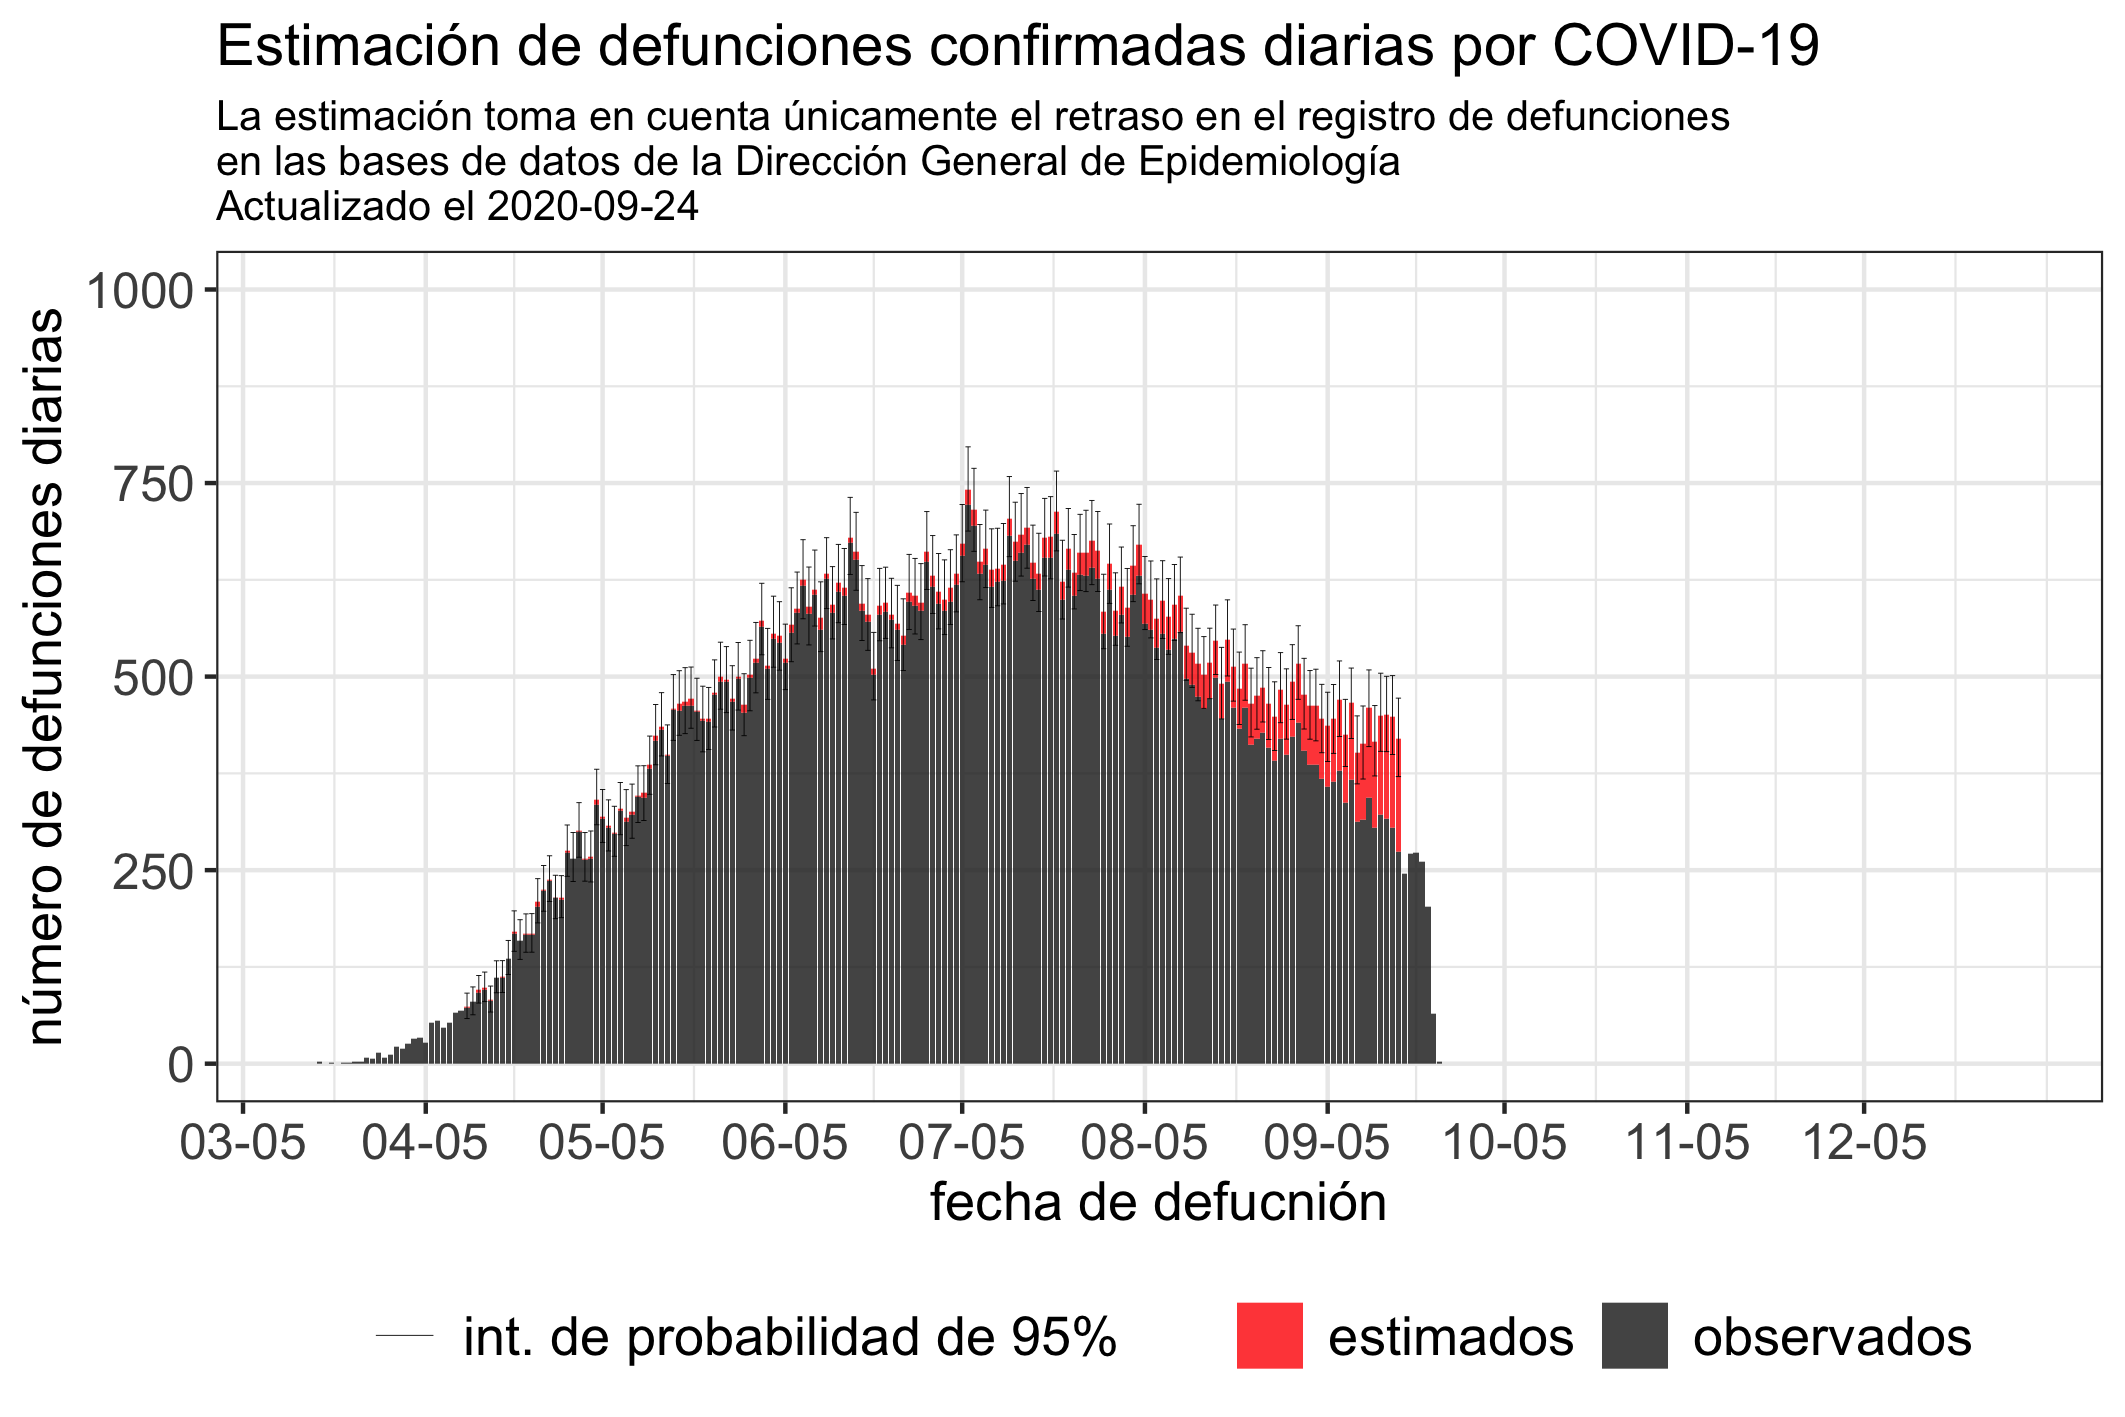 Estimación de defunciones confirmadas diarias por COVID-19
La estimación toma en cuenta únicamente el retraso en el registro de defunciones
en las bases de datos de la Dirección General de Epidemiología
Actualizado el 2020-09-24
número de defunciones diarias
1000
750
500
250
0
03-05 04-05 05-05 06-05 07-05 08-05 09-05 10-05 11-05 12-05
fecha de defucnión
int. de probabilidad de 95% estimados observados